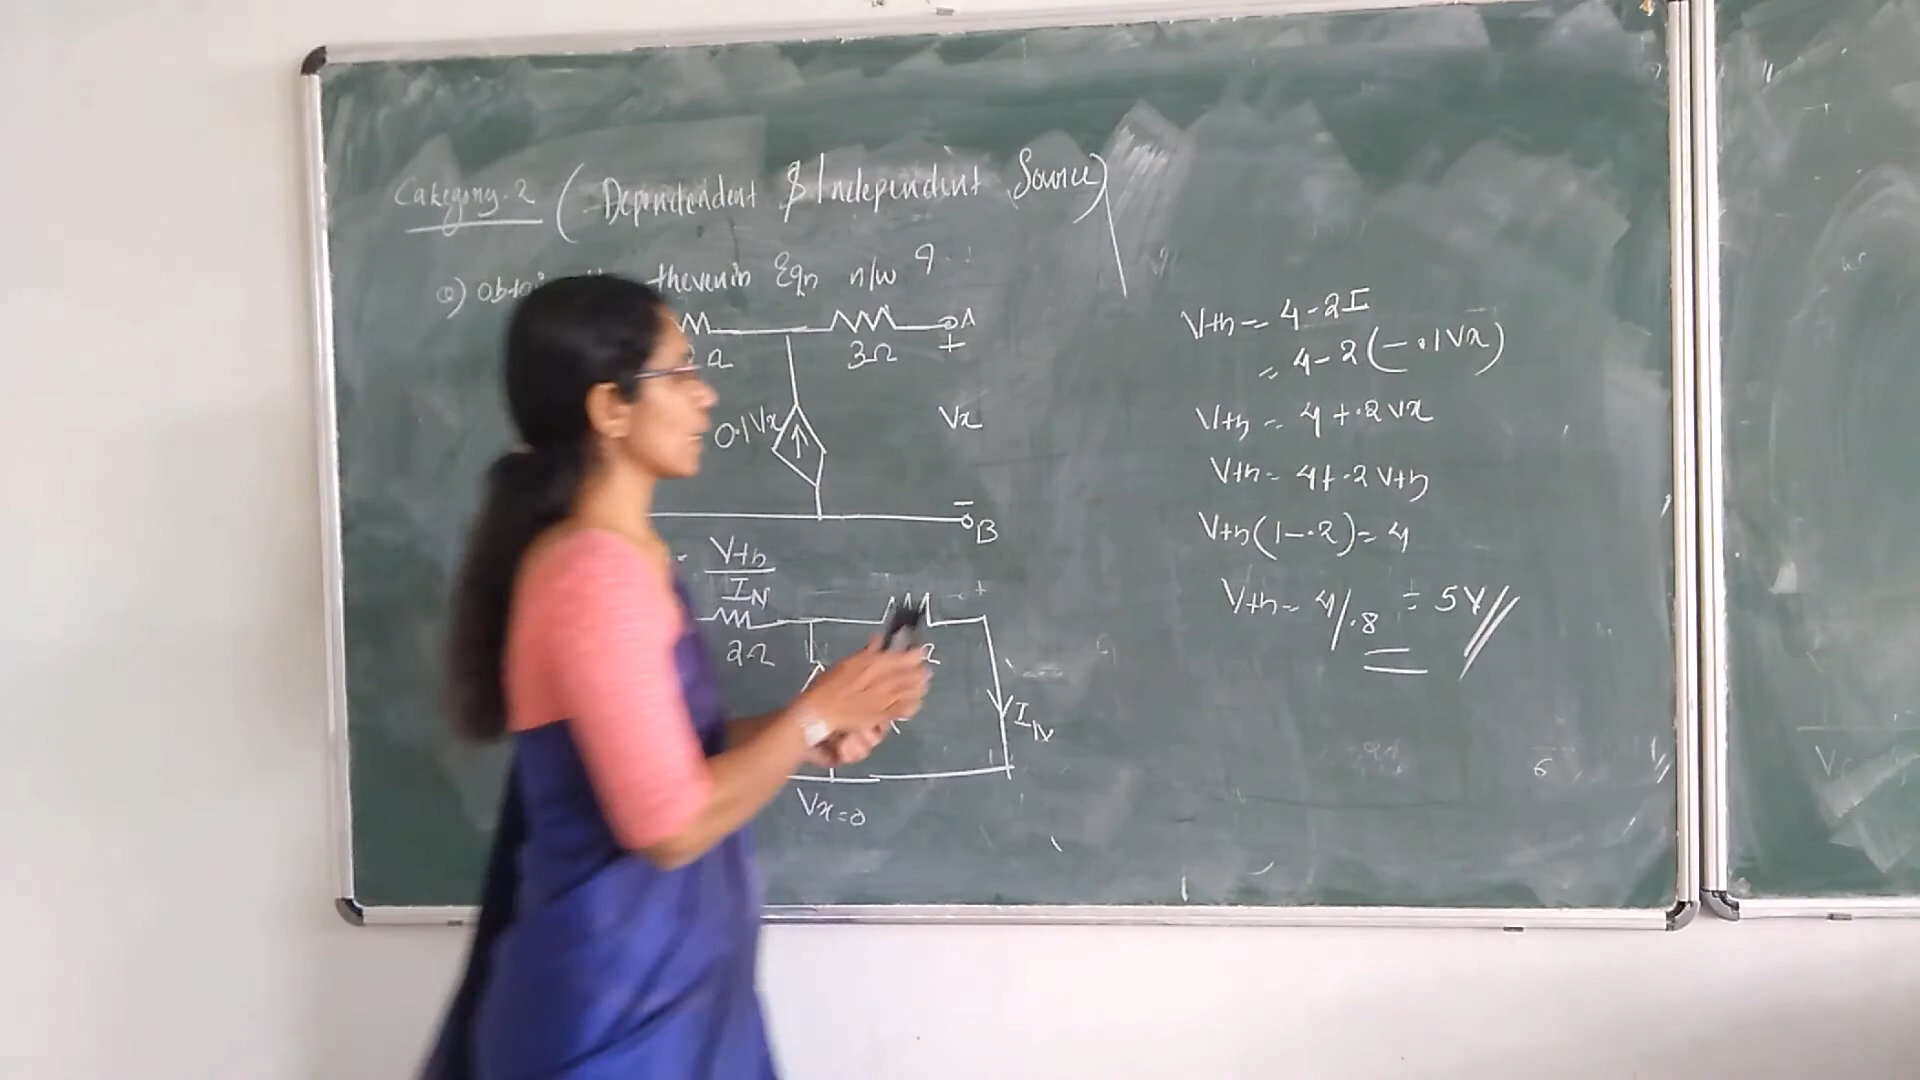 Category-2 (Dependendent & Independent Source)
thevenin Eqn n/w ?
A
3Ω
+
0.1Vx
Vx
-
B
Vth
IN
2Ω
+
IN
Vx=0
Vth = 4-2I
= 4-2(-.1Vx)
Vth = 4+.2Vx
Vth = 4+.2Vth
Vth(1-.2) = 4
Vth = 4/.8 = 5V